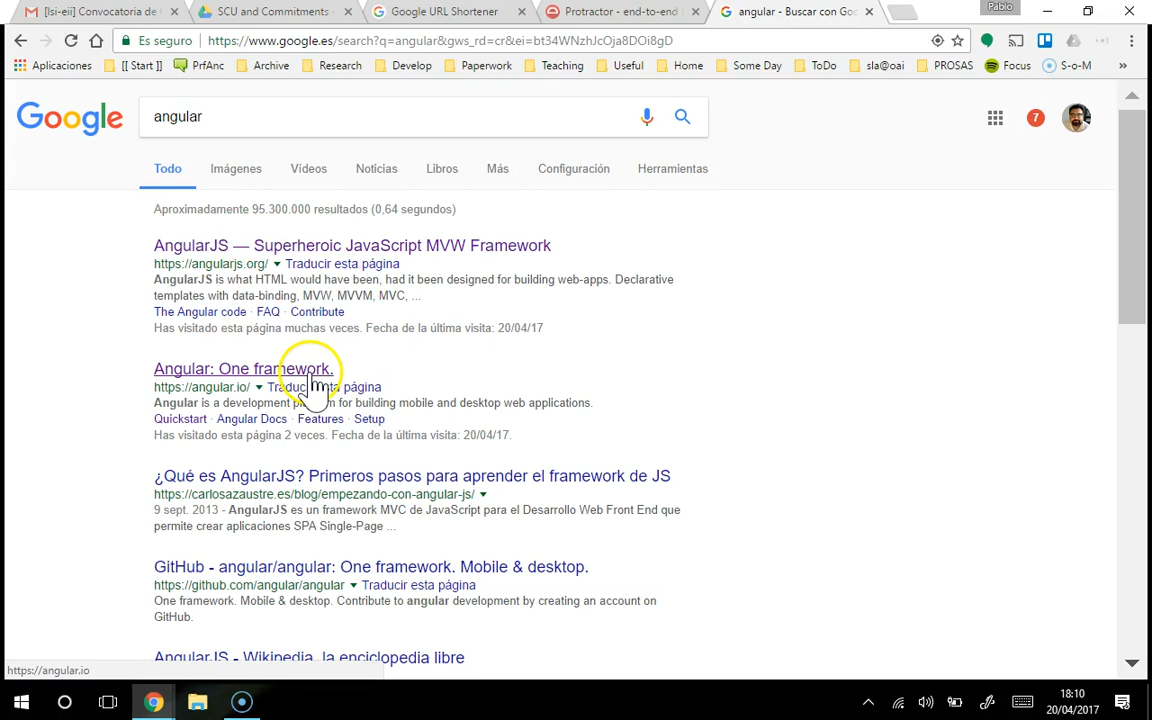 Pablo
[lsi-eii] Convocatoria de
SCU and Commitments -
Google URL Shortener
Protractor - end-to-end
angular - Buscar con Goo
Es seguro
https://www.google.es/search?q=angular&gws_rd=cr&ei=bt34WNzhJcOja8DOi8gD
Aplicaciones
[[ Start ]]
PrfAnc
Archive
Research
Develop
Paperwork
Teaching
Useful
Home
Some Day
ToDo
sla@oai
PROSAS
Focus
S-o-M
»
Google
angular
7
Todo
Imágenes
Vídeos
Noticias
Libros
Más
Configuración
Herramientas
Aproximadamente 95.300.000 resultados (0,64 segundos)
AngularJS — Superheroic JavaScript MVW Framework
https://angularjs.org/ Traducir esta página
AngularJS is what HTML would have been, had it been designed for building web-apps. Declarative
templates with data-binding, MVW, MVVM, MVC, ...
The Angular code · FAQ · Contribute
Has visitado esta página muchas veces. Fecha de la última visita: 20/04/17
Angular: One framework.
https://angular.io/ Traducir esta página
Angular is a development platform for building mobile and desktop web applications.
Quickstart · Angular Docs · Features · Setup
Has visitado esta página 2 veces. Fecha de la última visita: 20/04/17.
¿Qué es AngularJS? Primeros pasos para aprender el framework de JS
https://carlosazaustre.es/blog/empezando-con-angular-js/
9 sept. 2013 - AngularJS es un framework MVC de JavaScript para el Desarrollo Web Front End que
permite crear aplicaciones SPA Single-Page ...
GitHub - angular/angular: One framework. Mobile & desktop.
https://github.com/angular/angular Traducir esta página
One framework. Mobile & desktop. Contribute to angular development by creating an account on
GitHub.
AngularJS - Wikipedia, la enciclopedia libre
https://angular.io
18:10
20/04/2017